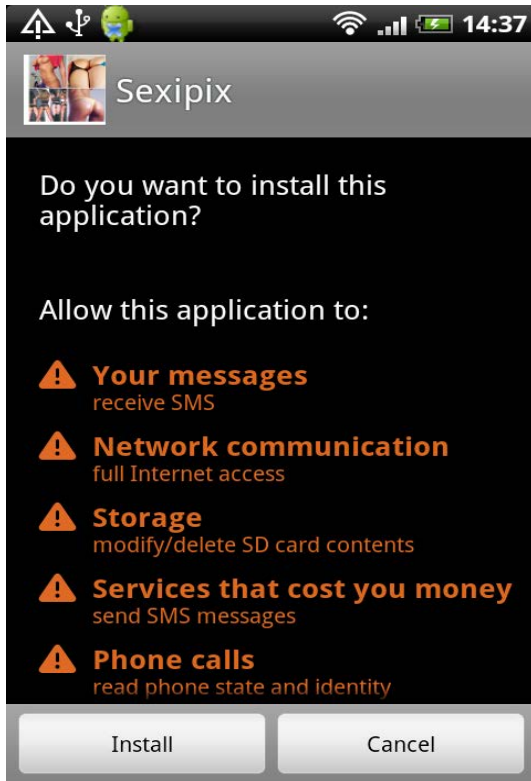 14:37
Sexipix
Do you want to install this
application?
Allow this application to:
Your messages
receive SMS
Network communication
full Internet access
Storage
modify/delete SD card contents
Services that cost you money
send SMS messages
Phone calls
read phone state and identity
Install
Cancel